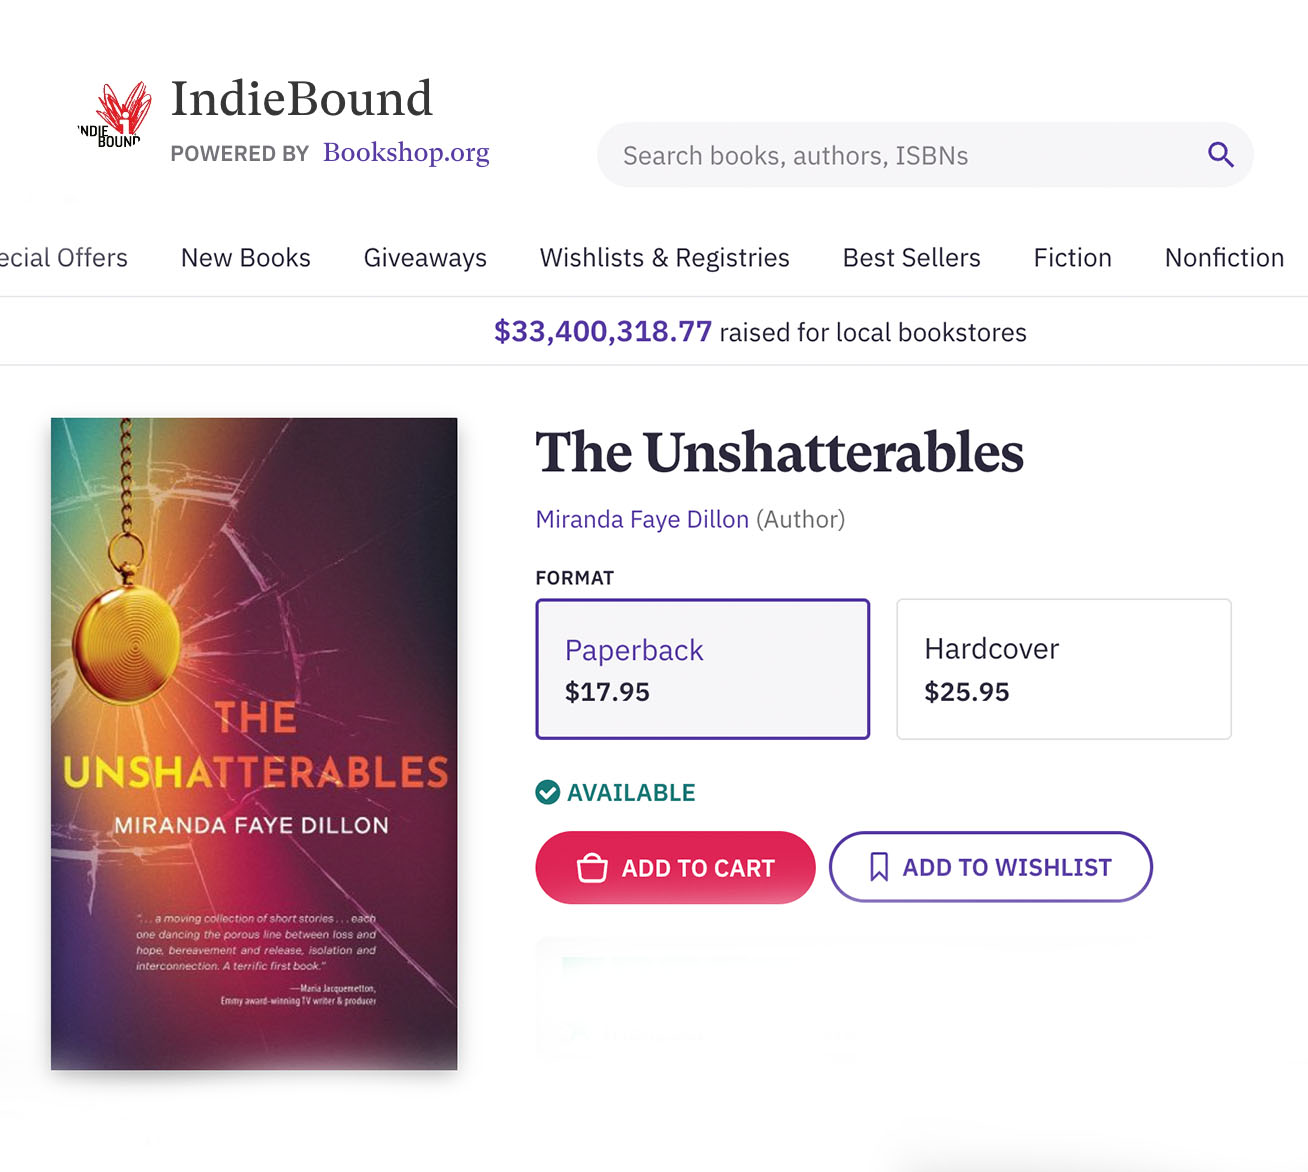 INDIE
BOUND
IndieBound
POWERED BY Bookshop.org
Search books, authors, ISBNs
ecial Offers New Books Giveaways Wishlists & Registries Best Sellers Fiction Nonfiction
$33,400,318.77 raised for local bookstores
The Unshatterables
Miranda Faye Dillon (Author)
FORMAT
Paperback
$17.95
Hardcover
$25.95
AVAILABLE
ADD TO CART
ADD TO WISHLIST
THE
UNSHATTERABLES
MIRANDA FAYE DILLON
"... a moving collection of short stories ... each
one dancing the porous line between loss and
hope, bereavement and release, isolation and
interconnection. A terrific first book."
—Maria Jacquemetton,
Emmy award-winning TV writer & producer